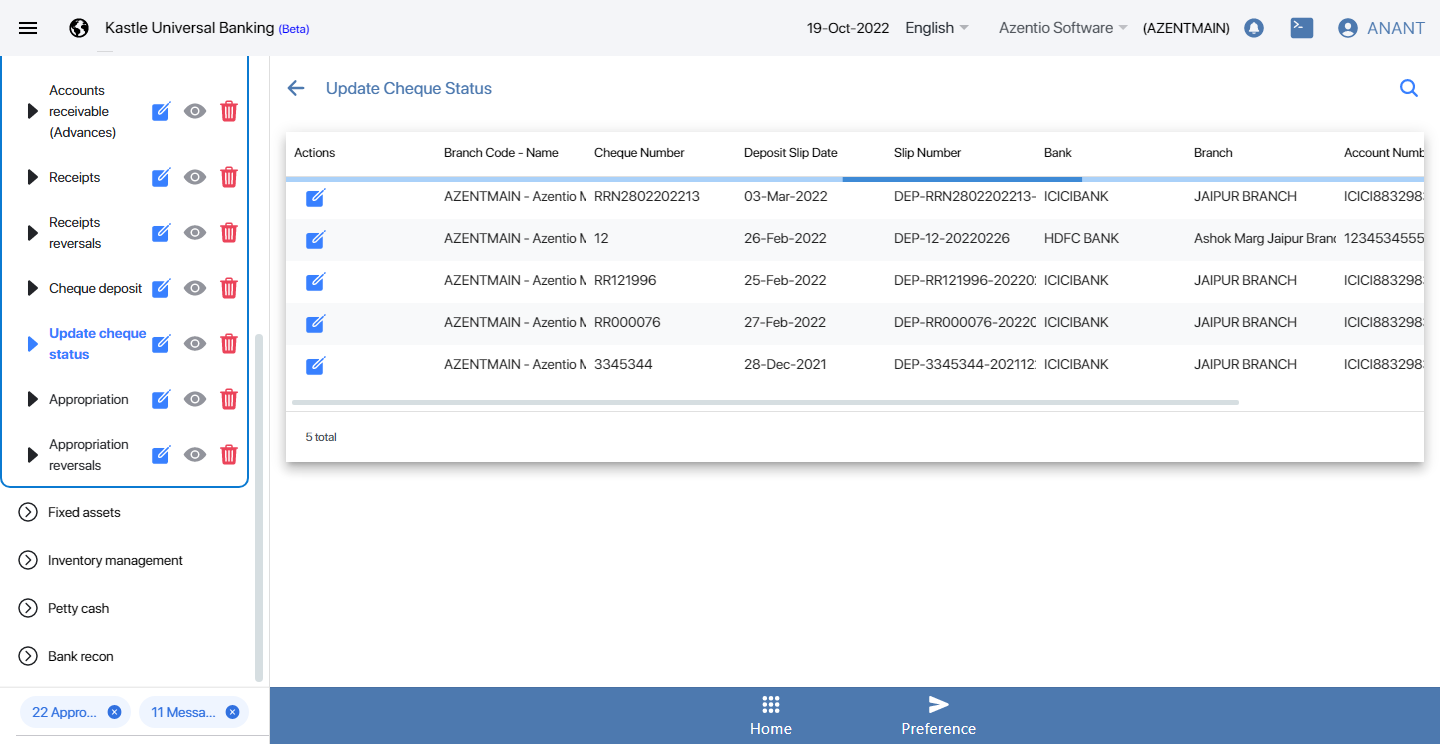 Kastle Universal Banking (Beta)
19-Oct-2022 English Azentio Software (AZENTMAIN) ANANT
Accounts
receivable
(Advances)
Receipts
Receipts
reversals
Cheque deposit
Update cheque
status
Appropriation
Appropriation
reversals
Fixed assets
Inventory management
Petty cash
Bank recon
22 Appro... 11 Messa...
Update Cheque Status
Actions Branch Code - Name Cheque Number Deposit Slip Date Slip Number Bank Branch Account Numb
AZENTMAIN - Azentio M RRN2802202213 03-Mar-2022 DEP-RRN2802202213- ICICIBANK JAIPUR BRANCH ICICI8832983
AZENTMAIN - Azentio M 12 26-Feb-2022 DEP-12-20220226 HDFC BANK Ashok Marg Jaipur Branc 1234534555
AZENTMAIN - Azentio M RR121996 25-Feb-2022 DEP-RR121996-202202 ICICIBANK JAIPUR BRANCH ICICI8832983
AZENTMAIN - Azentio M RR000076 27-Feb-2022 DEP-RR000076-20220 ICICIBANK JAIPUR BRANCH ICICI8832983
AZENTMAIN - Azentio M 3345344 28-Dec-2021 DEP-3345344-2021122 ICICIBANK JAIPUR BRANCH ICICI8832983
5 total
Home Preference